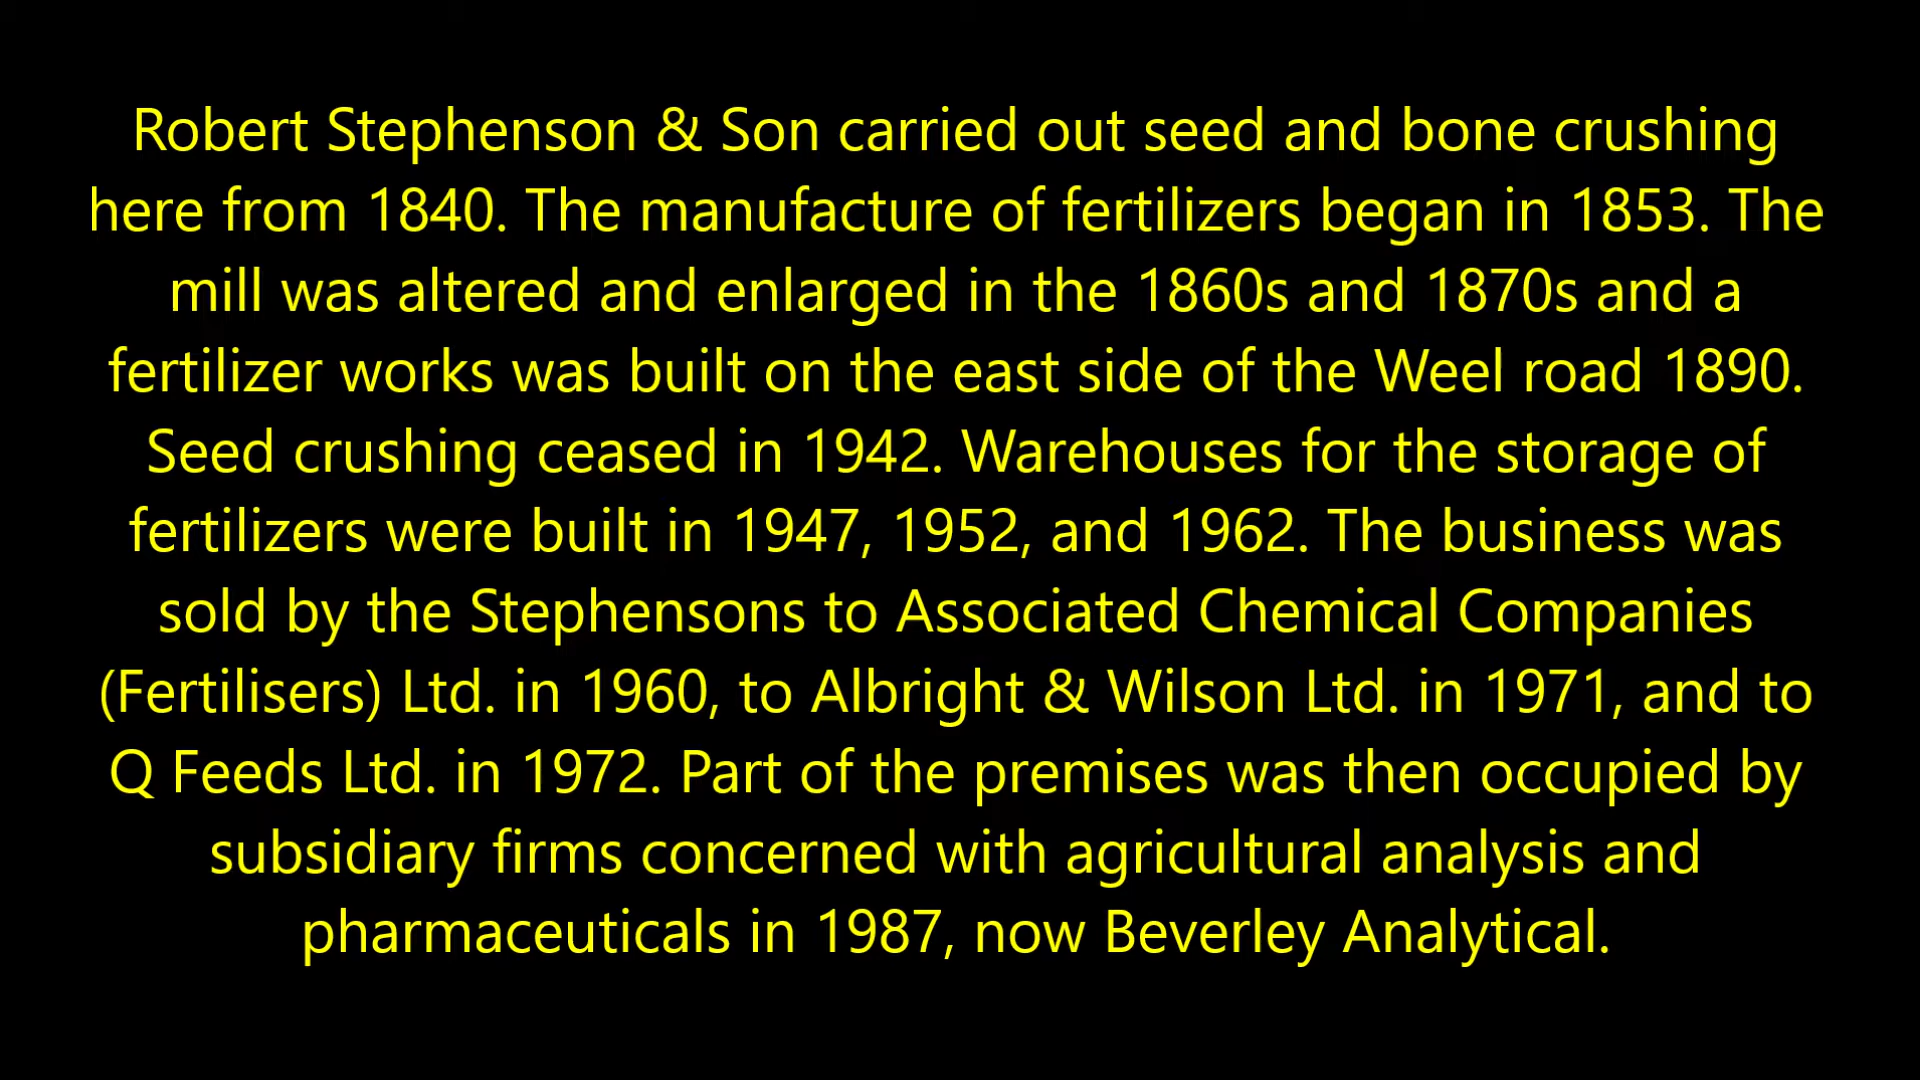 Robert Stephenson & Son carried out seed and bone crushing
here from 1840. The manufacture of fertilizers began in 1853. The
mill was altered and enlarged in the 1860s and 1870s and a
fertilizer works was built on the east side of the Weel road 1890.
Seed crushing ceased in 1942. Warehouses for the storage of
fertilizers were built in 1947, 1952, and 1962. The business was
sold by the Stephensons to Associated Chemical Companies
(Fertilisers) Ltd. in 1960, to Albright & Wilson Ltd. in 1971, and to
Q Feeds Ltd. in 1972. Part of the premises was then occupied by
subsidiary firms concerned with agricultural analysis and
pharmaceuticals in 1987, now Beverley Analytical.